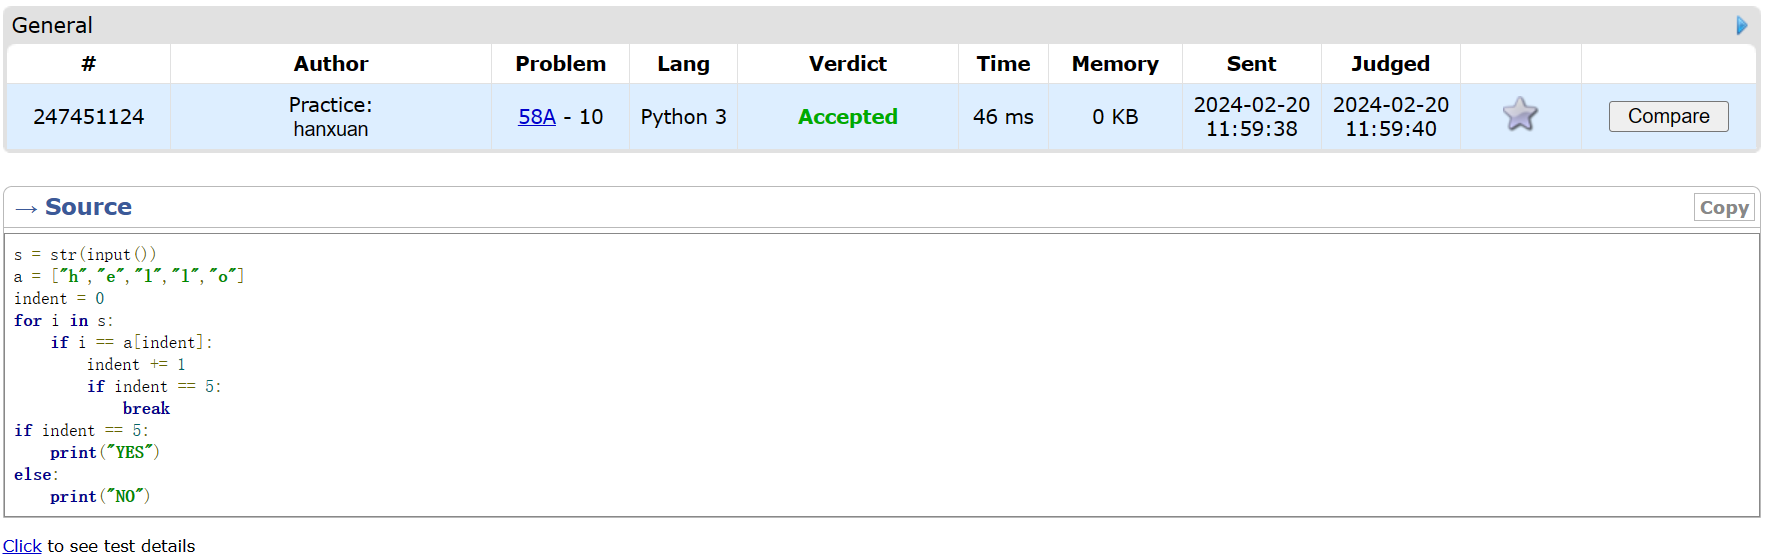 General
# Author Problem Lang Verdict Time Memory Sent Judged
247451124 Practice: hanxuan 58A - 10 Python 3 Accepted 46 ms 0 KB 2024-02-20 11:59:38 2024-02-20 11:59:40 Compare
→ Source Copy
s = str(input())
a = ["h","e","l","l","o"]
indent = 0
for i in s:
    if i == a[indent]:
        indent += 1
        if indent == 5:
            break
if indent == 5:
    print("YES")
else:
    print("NO")
Click to see test details